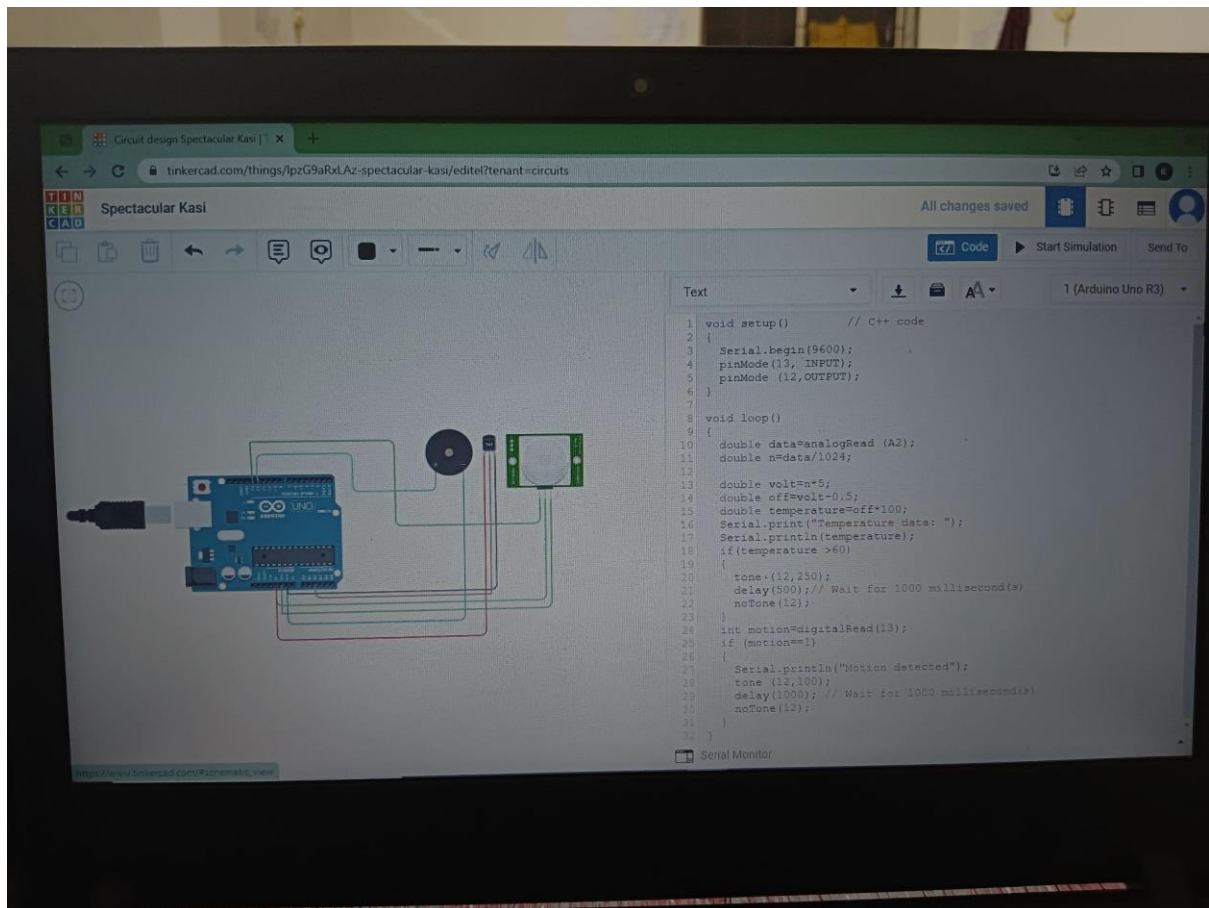 Circuit design Spectacular Kasi |
tinkercad.com/things/lpzG9aRxLAz-spectacular-kasi/editel?tenant=circuits
K
TIN
KER
CAD
Spectacular Kasi
All changes saved
Code
Start Simulation
Send To
Text
1 (Arduino Uno R3)
1 void setup() // C++ code
2 {
3 Serial.begin(9600);
4 pinMode(13, INPUT);
5 pinMode (12,OUTPUT);
6 }
7
8 void loop()
9 {
10 double data=analogRead (A2);
11 double n=data/1024;
12
13 double volt=n*5;
14 double off=volt-0.5;
15 double temperature=off*100;
16 Serial.print("Temperature data: ");
17 Serial.println(temperature);
18 if(temperature >60)
19 {
20 tone (12,250);
21 delay(500);// Wait for 1000 millisecond(s)
22 noTone(12);
23 }
24 int motion=digitalRead(13);
25 if (motion==1)
26 {
27 Serial.println("Motion detected");
28 tone (12,100);
29 delay(1000); // Wait for 1000 millisecond(s)
30 noTone(12);
31 }
32 }
UNO
ARDUINO
Serial Monitor
https://www.tinkercad.com/#schematic_view